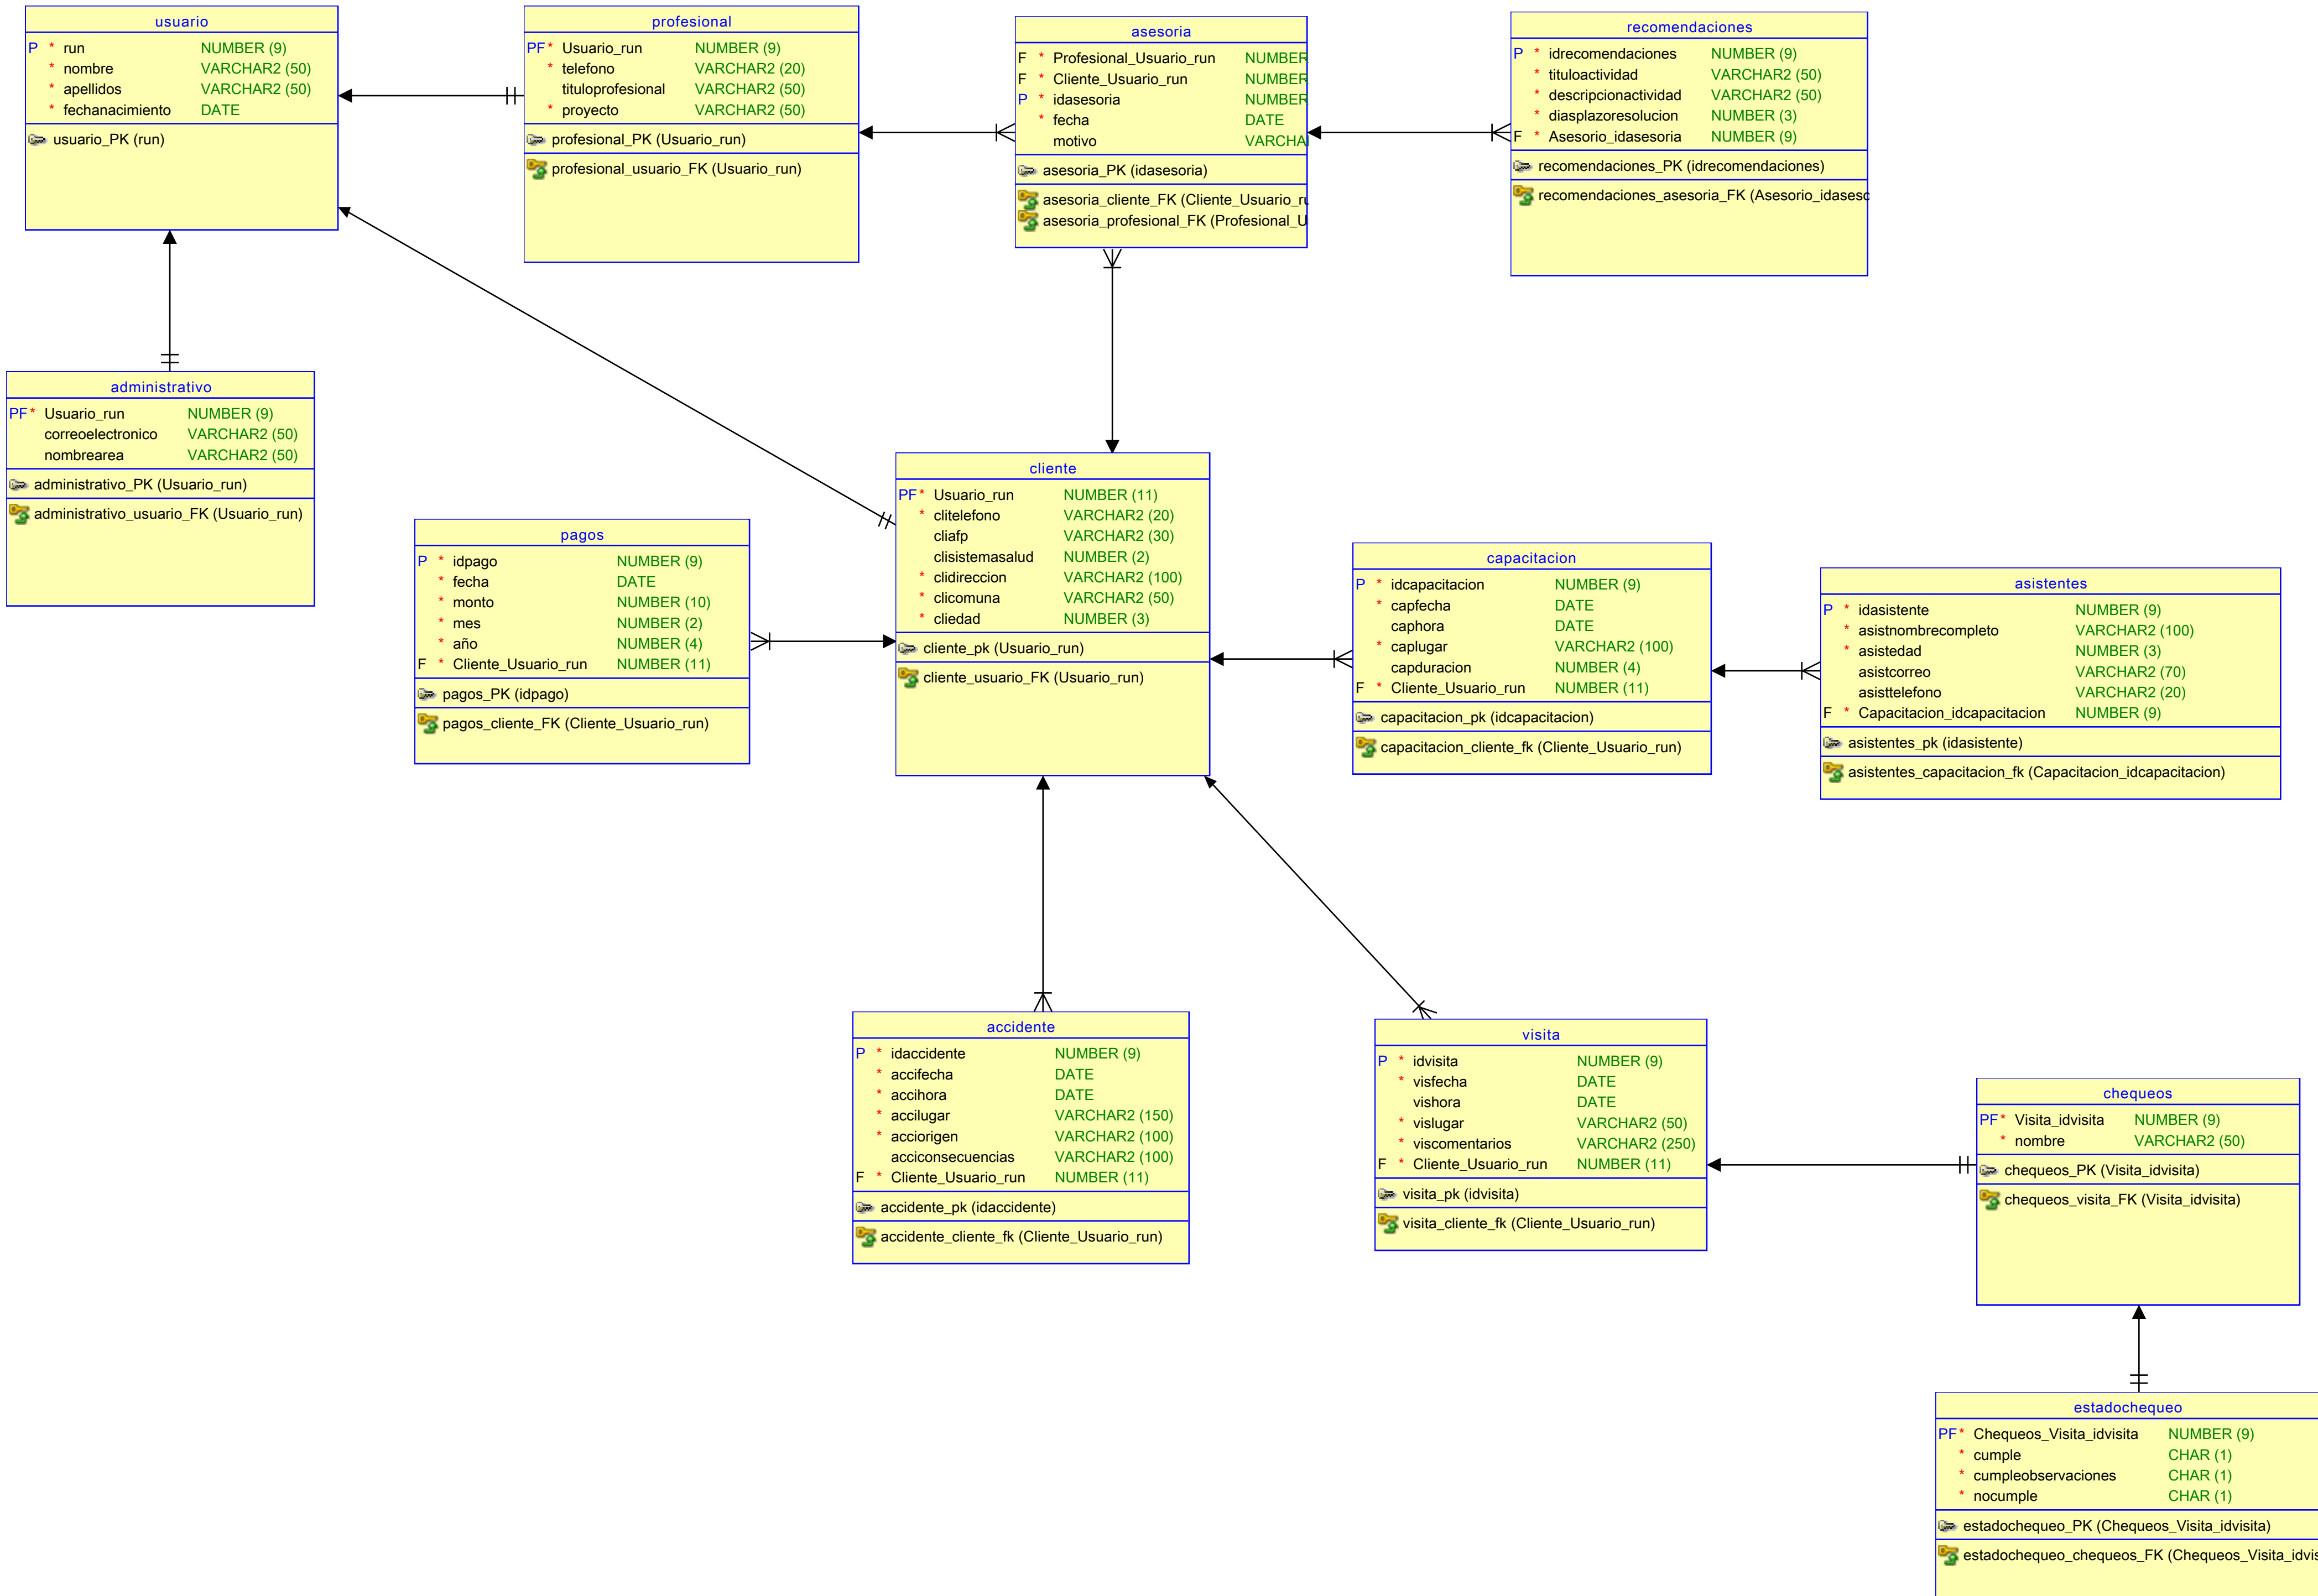 usuario
P * run NUMBER (9)
* nombre VARCHAR2 (50)
* apellidos VARCHAR2 (50)
* fechanacimiento DATE
usuario_PK (run)
profesional
PF* Usuario_run NUMBER (9)
* telefono VARCHAR2 (20)
tituloprofesional VARCHAR2 (50)
* proyecto VARCHAR2 (50)
profesional_PK (Usuario_run)
profesional_usuario_FK (Usuario_run)
asesoria
F * Profesional_Usuario_run NUMBER
F * Cliente_Usuario_run NUMBER
P * idasesoria NUMBER
* fecha DATE
motivo VARCHA
asesoria_PK (idasesoria)
asesoria_cliente_FK (Cliente_Usuario_ru
asesoria_profesional_FK (Profesional_U
recomendaciones
P * idrecomendaciones NUMBER (9)
* tituloactividad VARCHAR2 (50)
* descripcionactividad VARCHAR2 (50)
* diasplazoresolucion NUMBER (3)
F * Asesorio_idasesoria NUMBER (9)
recomendaciones_PK (idrecomendaciones)
recomendaciones_asesoria_FK (Asesorio_idasesc
administrativo
PF* Usuario_run NUMBER (9)
correoelectronico VARCHAR2 (50)
nombrearea VARCHAR2 (50)
administrativo_PK (Usuario_run)
administrativo_usuario_FK (Usuario_run)
pagos
P * idpago NUMBER (9)
* fecha DATE
* monto NUMBER (10)
* mes NUMBER (2)
* año NUMBER (4)
F * Cliente_Usuario_run NUMBER (11)
pagos_PK (idpago)
pagos_cliente_FK (Cliente_Usuario_run)
cliente
PF* Usuario_run NUMBER (11)
* clitelefono VARCHAR2 (20)
cliafp VARCHAR2 (30)
clisistemasalud NUMBER (2)
* clidireccion VARCHAR2 (100)
* clicomuna VARCHAR2 (50)
* cliedad NUMBER (3)
cliente_pk (Usuario_run)
cliente_usuario_FK (Usuario_run)
capacitacion
P * idcapacitacion NUMBER (9)
* capfecha DATE
caphora DATE
* caplugar VARCHAR2 (100)
capduracion NUMBER (4)
F * Cliente_Usuario_run NUMBER (11)
capacitacion_pk (idcapacitacion)
capacitacion_cliente_fk (Cliente_Usuario_run)
asistentes
P * idasistente NUMBER (9)
* asistnombrecompleto VARCHAR2 (100)
* asistedad NUMBER (3)
asistcorreo VARCHAR2 (70)
asisttelefono VARCHAR2 (20)
F * Capacitacion_idcapacitacion NUMBER (9)
asistentes_pk (idasistente)
asistentes_capacitacion_fk (Capacitacion_idcapacitacion)
accidente
P * idaccidente NUMBER (9)
* accifecha DATE
* accihora DATE
* accilugar VARCHAR2 (150)
* acciorigen VARCHAR2 (100)
acciconsecuencias VARCHAR2 (100)
F * Cliente_Usuario_run NUMBER (11)
accidente_pk (idaccidente)
accidente_cliente_fk (Cliente_Usuario_run)
visita
P * idvisita NUMBER (9)
* visfecha DATE
vishora DATE
* vislugar VARCHAR2 (50)
* viscomentarios VARCHAR2 (250)
F * Cliente_Usuario_run NUMBER (11)
visita_pk (idvisita)
visita_cliente_fk (Cliente_Usuario_run)
chequeos
PF* Visita_idvisita NUMBER (9)
* nombre VARCHAR2 (50)
chequeos_PK (Visita_idvisita)
chequeos_visita_FK (Visita_idvisita)
estadochequeo
PF* Chequeos_Visita_idvisita NUMBER (9)
* cumple CHAR (1)
* cumpleobservaciones CHAR (1)
* nocumple CHAR (1)
estadochequeo_PK (Chequeos_Visita_idvisita)
estadochequeo_chequeos_FK (Chequeos_Visita_idvis